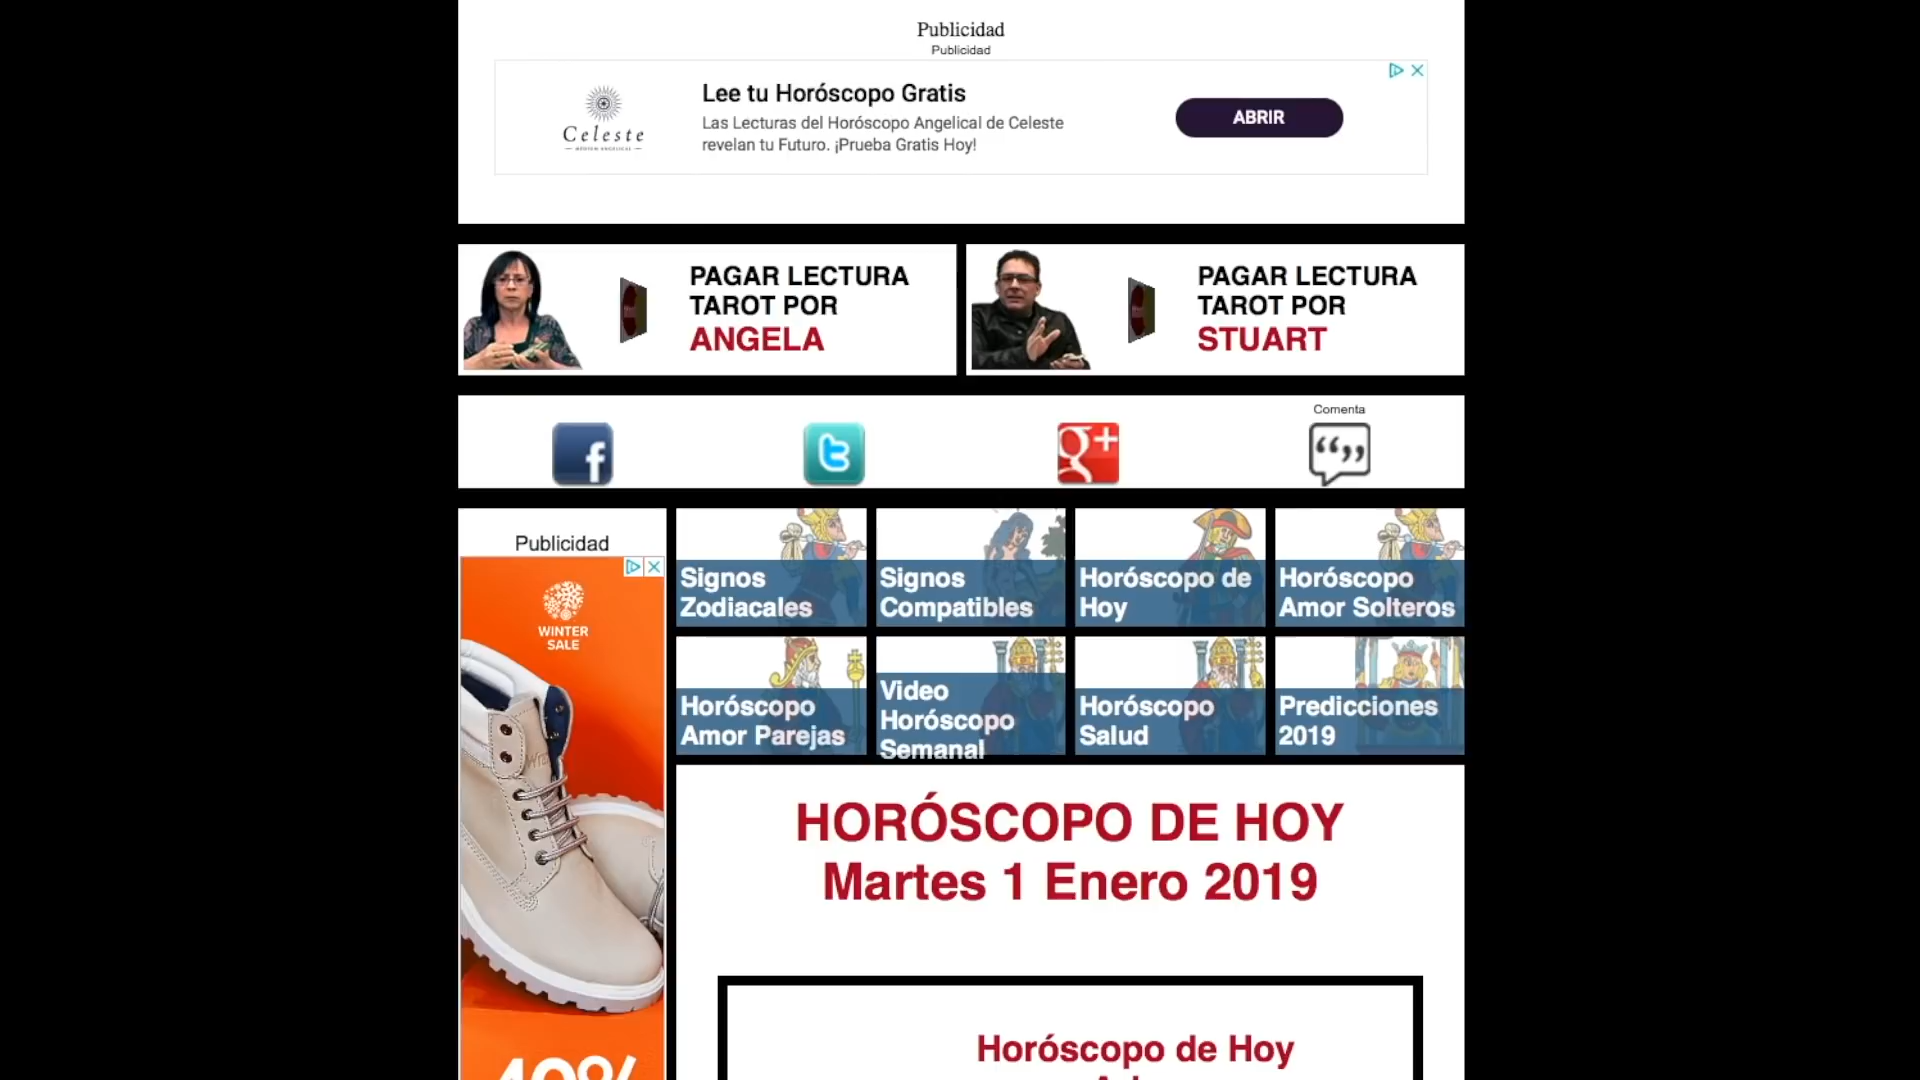 Publicidad
Publicidad
Lee tu Horóscopo Gratis
Las Lecturas del Horóscopo Angelical de Celeste
revelan tu Futuro. ¡Prueba Gratis Hoy!
ABRIR
Celeste
PAGAR LECTURA
TAROT POR
ANGELA
PAGAR LECTURA
TAROT POR
STUART
Comenta
Publicidad
WINTER
SALE
Signos
Zodiacales
Signos
Compatibles
Horóscopo de
Hoy
Horóscopo
Amor Solteros
Horóscopo
Amor Parejas
Video
Horóscopo
Semanal
Horóscopo
Salud
Predicciones
2019
HORÓSCOPO DE HOY
Martes 1 Enero 2019
Horóscopo de Hoy